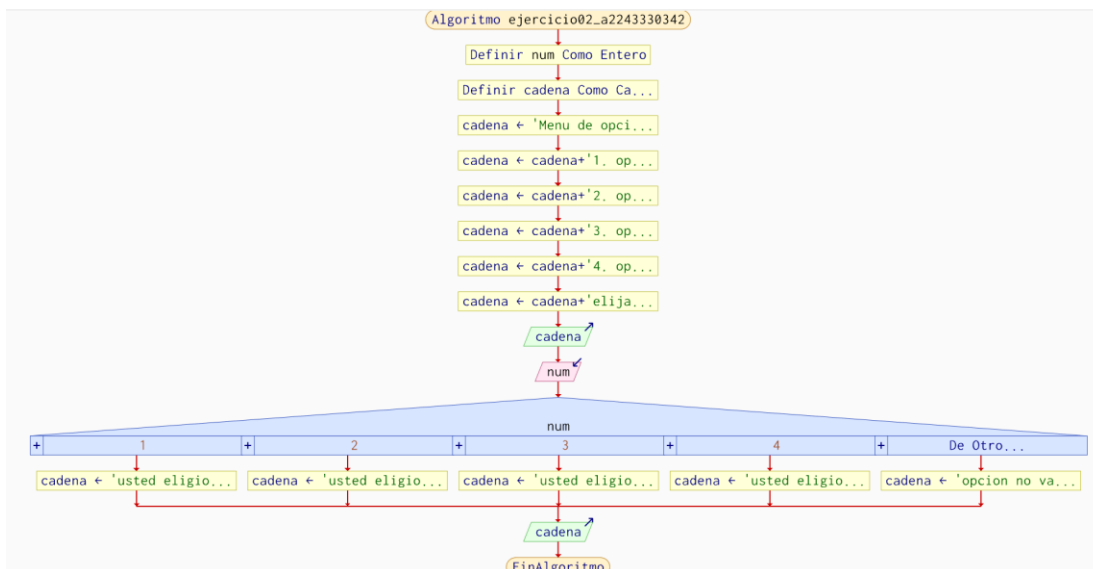 Algoritmo ejercicio02_a2243330342
Definir num Como Entero
Definir cadena Como Ca...
cadena ← 'Menu de opci...
cadena ← cadena+'1. op...
cadena ← cadena+'2. op...
cadena ← cadena+'3. op...
cadena ← cadena+'4. op...
cadena ← cadena+'elija...
cadena
num
num
+ 1 + 2 + 3 + 4 + De Otro...
cadena ← 'usted eligio... cadena ← 'usted eligio... cadena ← 'usted eligio... cadena ← 'usted eligio... cadena ← 'opcion no va...
cadena
FinAlgoritmo